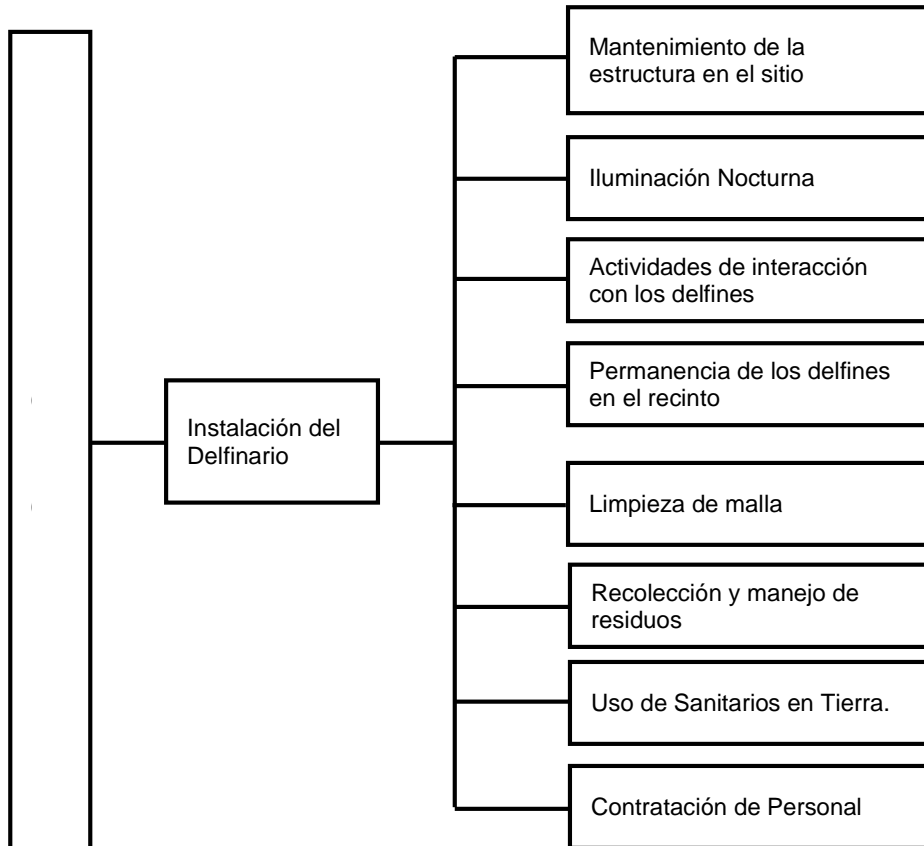 Mantenimiento de la
estructura en el sitio
Iluminación Nocturna
Actividades de interacción
con los delfines
Permanencia de los delfines
en el recinto
Instalación del
Delfinario
Limpieza de malla
Recolección y manejo de
residuos
Uso de Sanitarios en Tierra.
Contratación de Personal